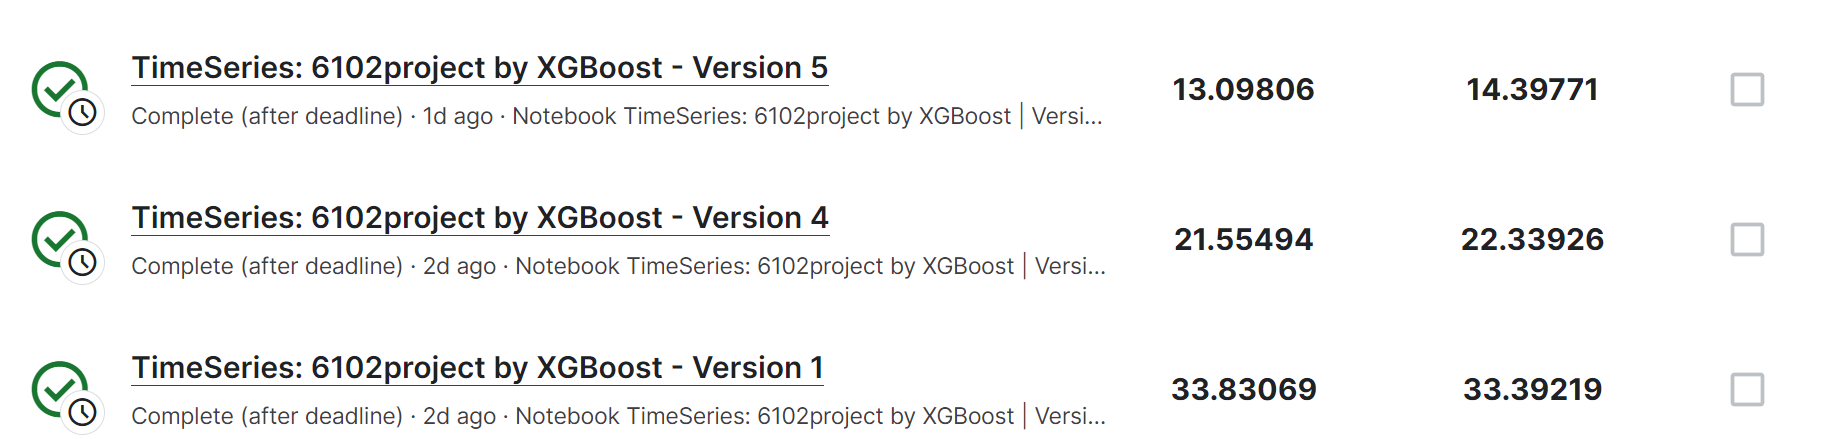 TimeSeries: 6102project by XGBoost - Version 5
13.09806 14.39771
Complete (after deadline) · 1d ago · Notebook TimeSeries: 6102project by XGBoost | Versi...
TimeSeries: 6102project by XGBoost - Version 4
21.55494 22.33926
Complete (after deadline) · 2d ago · Notebook TimeSeries: 6102project by XGBoost | Versi...
TimeSeries: 6102project by XGBoost - Version 1
33.83069 33.39219
Complete (after deadline) · 2d ago · Notebook TimeSeries: 6102project by XGBoost | Versi...